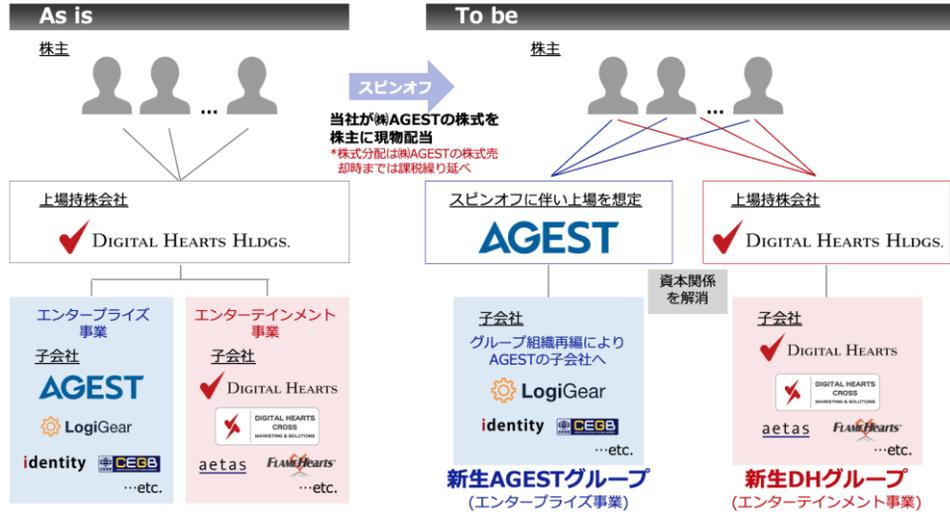 As is
株主
...
上場持株会社
DIGITAL HEARTS HLDGS.
エンタープライズ
事業
子会社
AGEST
LogiGear
identity
CEGB
…etc.
エンターテインメント
事業
子会社
DIGITAL HEARTS
DIGITAL HEARTS
CROSS
MARKETING & SOLUTIONS
aetas
FLAMEHearts
…etc.
スピンオフ
当社が㈱AGESTの株式を
株主に現物配当
*株式分配は㈱AGESTの株式売
却時までは課税繰り延べ
To be
株主
...
スピンオフに伴い上場を想定
AGEST
上場持株会社
DIGITAL HEARTS HLDGS.
資本関係
を解消
子会社
グループ組織再編により
AGESTの子会社へ
LogiGear
identity
CEGB
…etc.
新生AGESTグループ
(エンタープライズ事業)
子会社
DIGITAL HEARTS
DIGITAL HEARTS
CROSS
MARKETING & SOLUTIONS
aetas
FLAMEHearts
…etc.
新生DHグループ
(エンターテインメント事業)